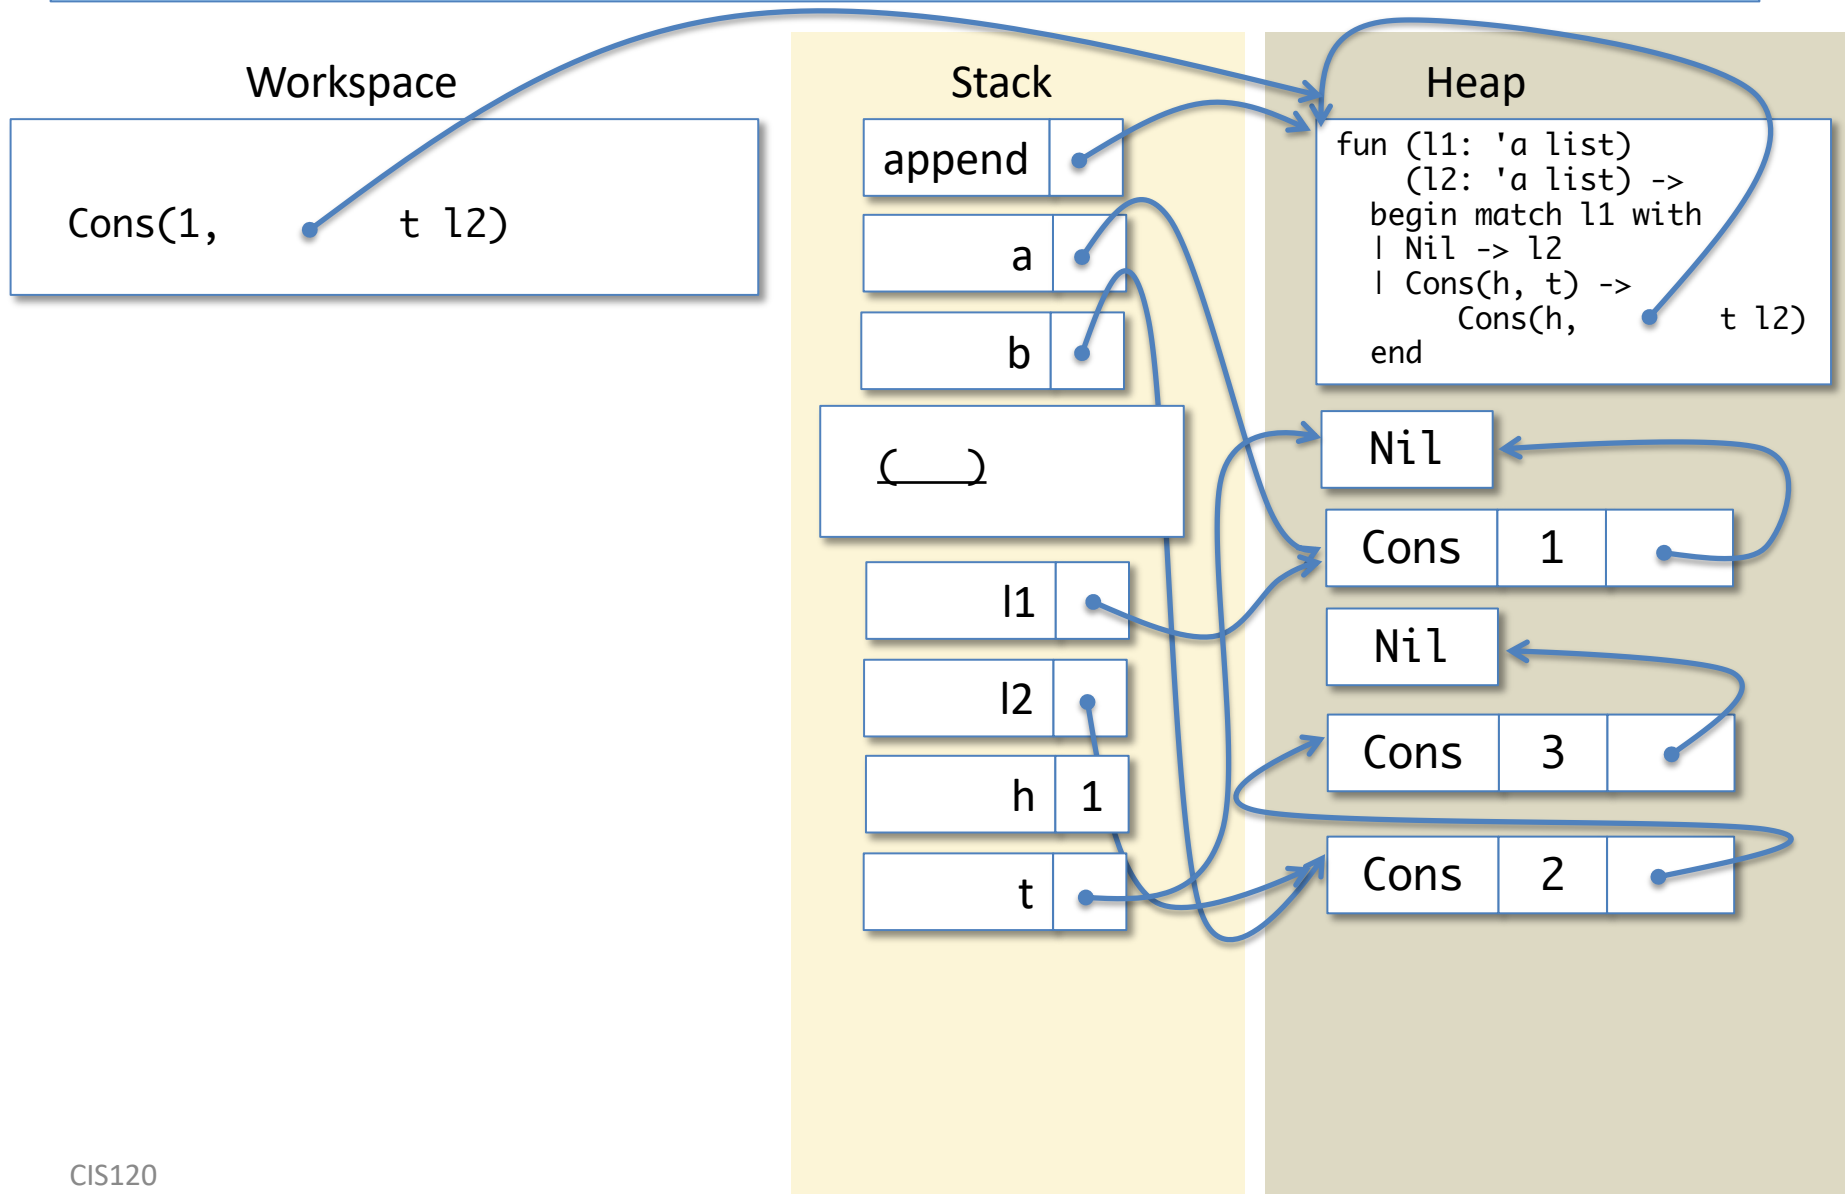 Workspace
Stack
Heap
Cons(1, t l2)
append
a
b
(___)
l1
l2
h 1
t
fun (l1: 'a list)
(l2: 'a list) ->
begin match l1 with
| Nil -> l2
| Cons(h, t) ->
Cons(h, t l2)
end
Nil
Cons 1
Nil
Cons 3
Cons 2
CIS120